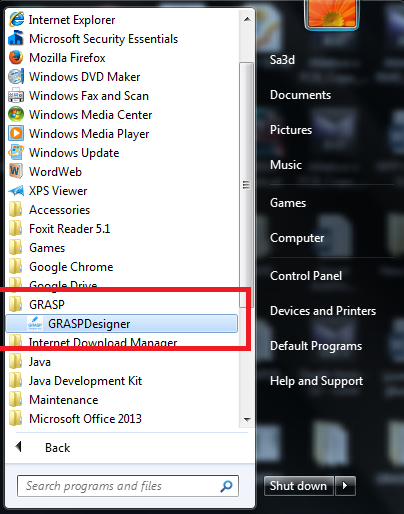 Internet Explorer
Microsoft Security Essentials
Mozilla Firefox
Windows DVD Maker
Windows Fax and Scan
Windows Media Center
Windows Media Player
Windows Update
WordWeb
XPS Viewer
Accessories
Foxit Reader 5.1
Games
Google Chrome
Google Drive
GRASP
GRASP GRASPDesigner
Internet Download Manager
Java
Java Development Kit
Maintenance
Microsoft Office 2013
Back
Search programs and files
Sa3d
Documents
Pictures
Music
Games
Computer
Control Panel
Devices and Printers
Default Programs
Help and Support
Shut down